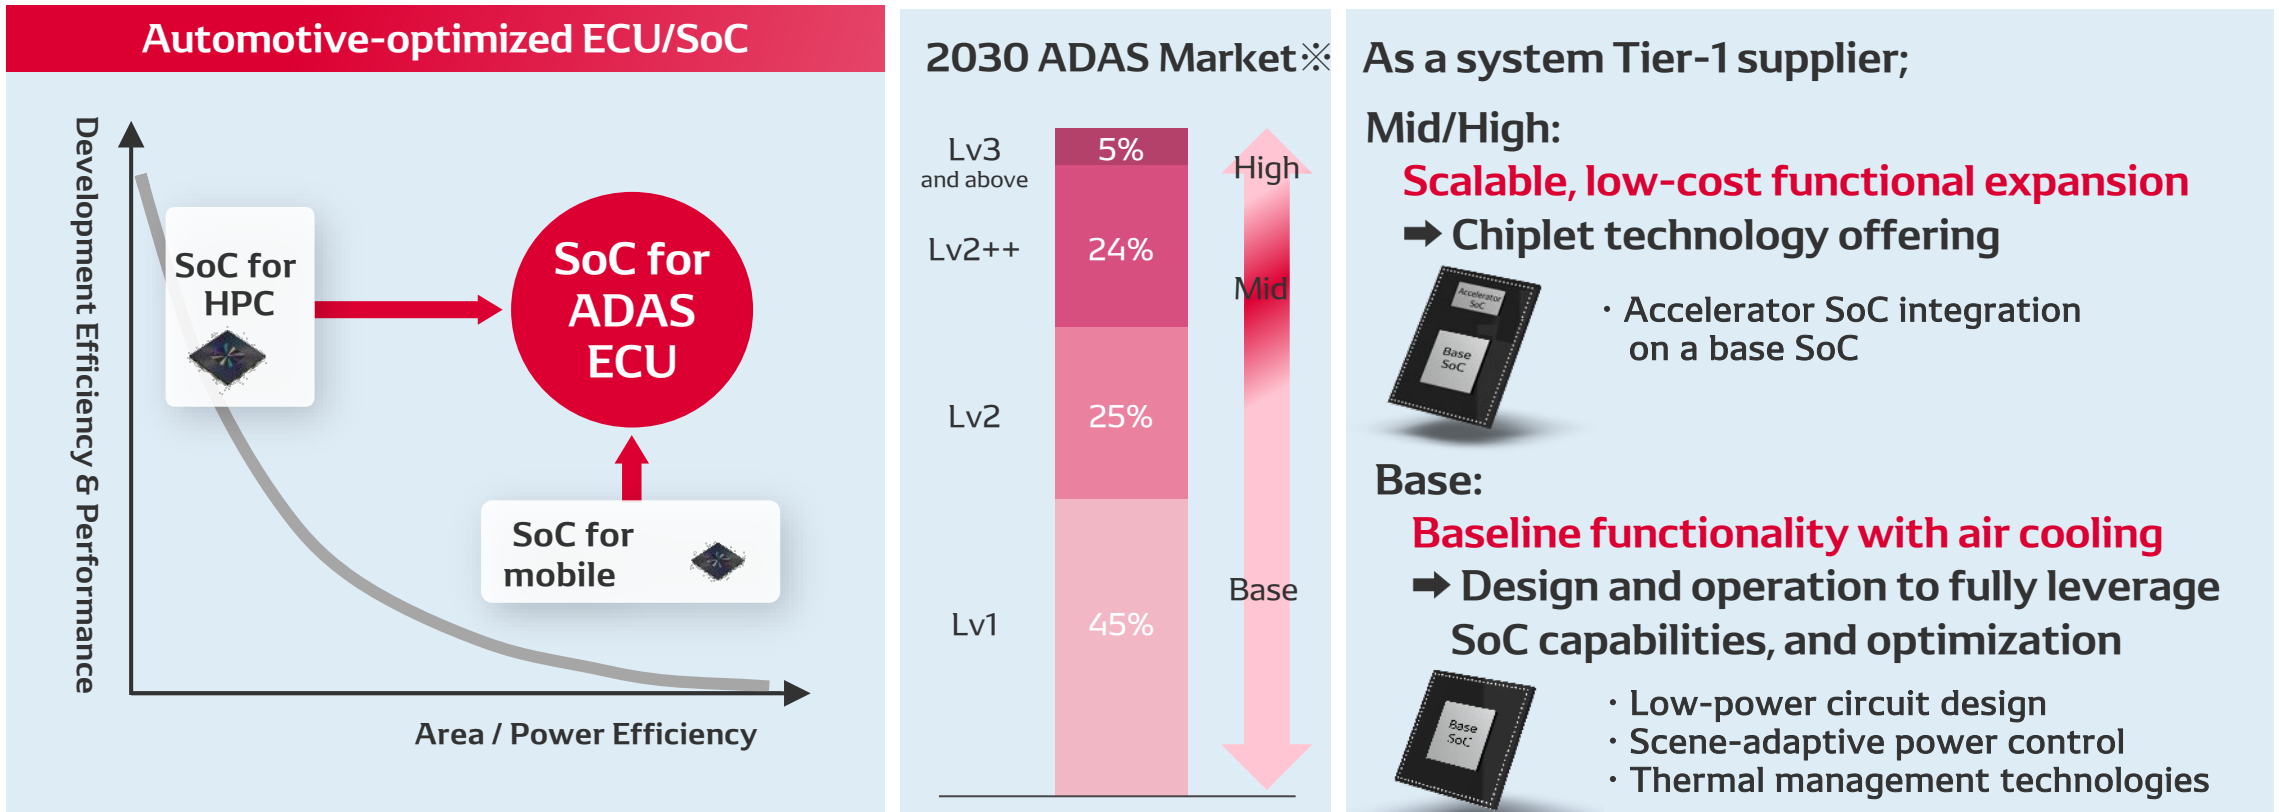 Automotive-optimized ECU/SoC
Development Efficiency & Performance
SoC for
HPC
SoC for
ADAS
ECU
SoC for
mobile
Area / Power Efficiency
2030 ADAS Market※
Lv3
and above
5%
High
Lv2++
24%
Mid
Lv2
25%
Base
Lv1
45%
As a system Tier-1 supplier;
Mid/High:
Scalable, low-cost functional expansion
➡ Chiplet technology offering
Accelerator
SoC
Base
SoC
・Accelerator SoC integration
on a base SoC
Base:
Baseline functionality with air cooling
➡ Design and operation to fully leverage
SoC capabilities, and optimization
Base
SoC
・Low-power circuit design
・Scene-adaptive power control
・Thermal management technologies